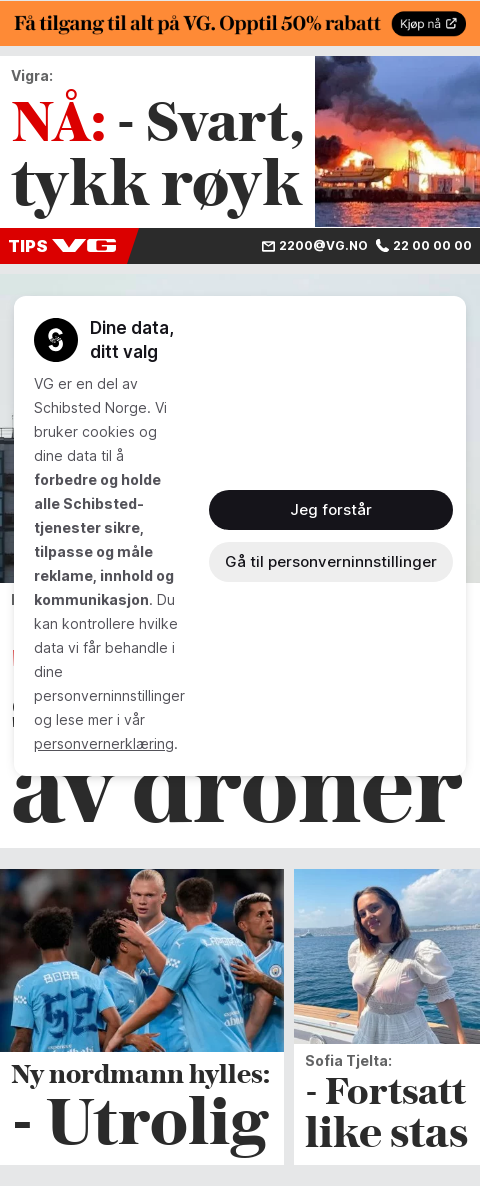 Få tilgang til alt på VG. Opptil 50% rabatt
Kjøp nå
Vigra:
NÅ: - Svart,
tykk røyk
TIPS VG
2200@VG.NO 22 00 00 00
Dine data,
ditt valg
VG er en del av
Schibsted Norge. Vi
bruker cookies og
dine data til å
forbedre og holde
alle Schibsted-
tjenester sikre,
tilpasse og måle
reklame, innhold og
kommunikasjon. Du
kan kontrollere hvilke
data vi får behandle i
dine
personverninnstillinger
og lese mer i vår
personvernerklæring.
Jeg forstår
Gå til personverninnstillinger
av droner
Ny nordmann hylles:
- Utrolig
Sofia Tjelta:
- Fortsatt
like stas